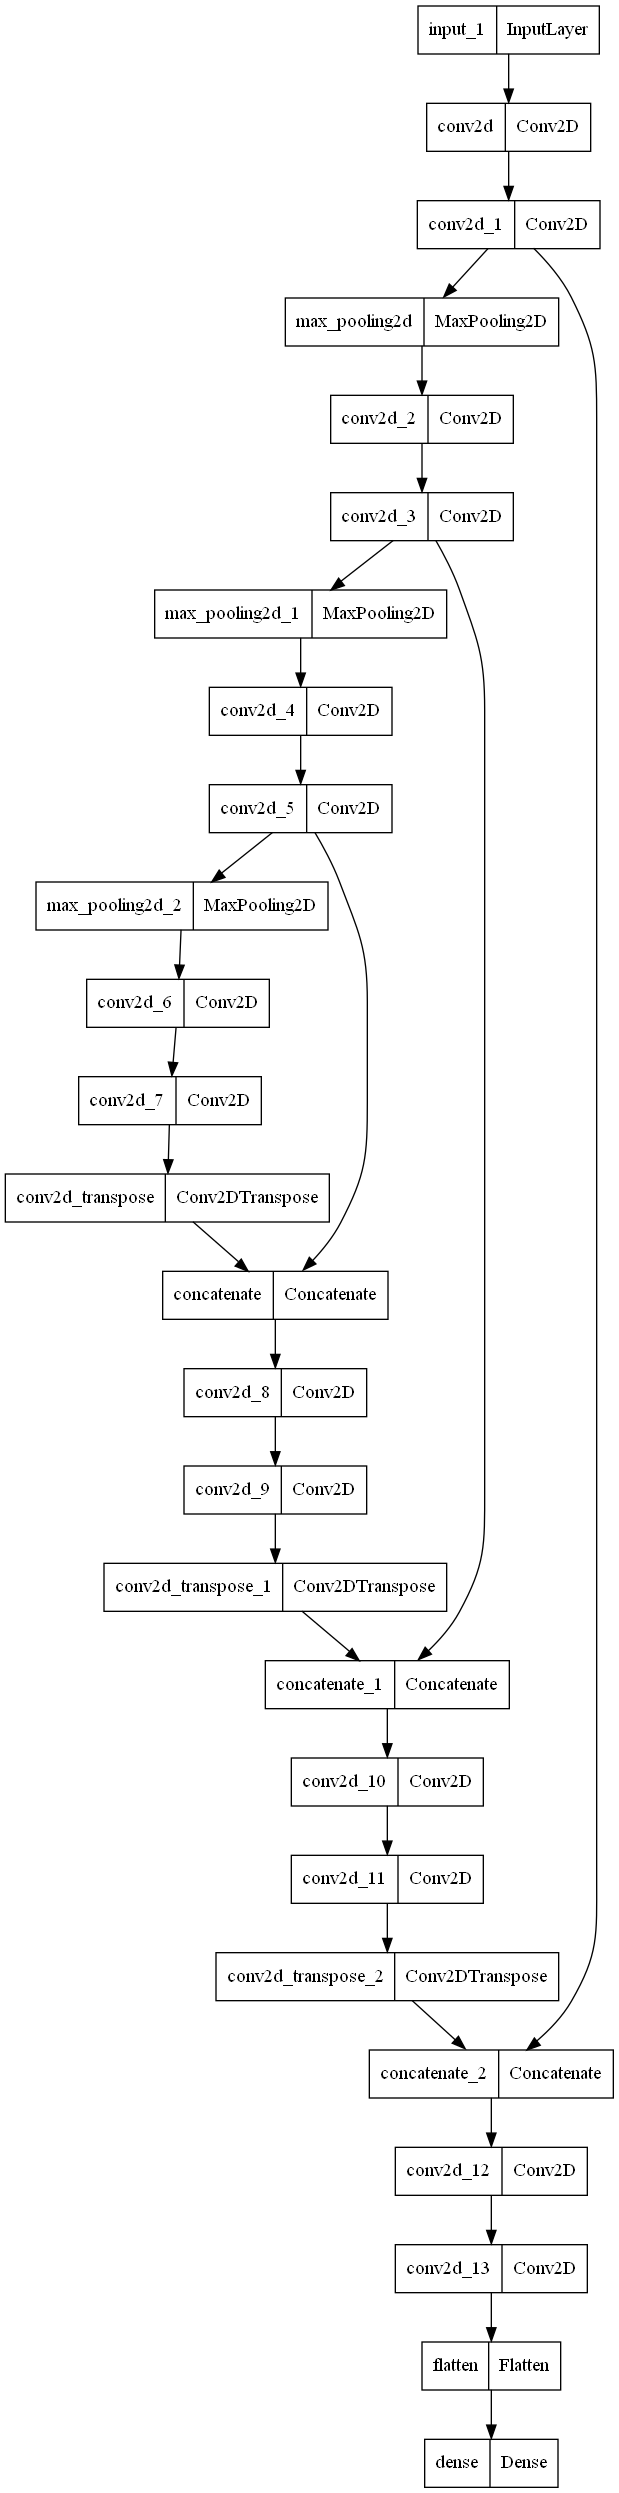 input_1 InputLayer
conv2d Conv2D
conv2d_1 Conv2D
max_pooling2d MaxPooling2D
conv2d_2 Conv2D
conv2d_3 Conv2D
max_pooling2d_1 MaxPooling2D
conv2d_4 Conv2D
conv2d_5 Conv2D
max_pooling2d_2 MaxPooling2D
conv2d_6 Conv2D
conv2d_7 Conv2D
conv2d_transpose Conv2DTranspose
concatenate Concatenate
conv2d_8 Conv2D
conv2d_9 Conv2D
conv2d_transpose_1 Conv2DTranspose
concatenate_1 Concatenate
conv2d_10 Conv2D
conv2d_11 Conv2D
conv2d_transpose_2 Conv2DTranspose
concatenate_2 Concatenate
conv2d_12 Conv2D
conv2d_13 Conv2D
flatten Flatten
dense Dense